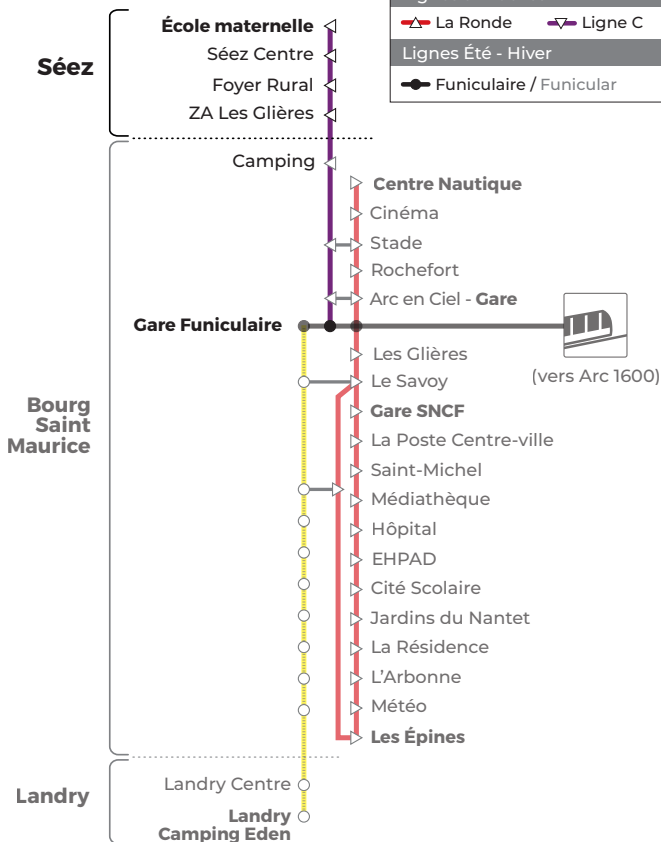 La Ronde
Ligne C
Lignes Été - Hiver
Funiculaire / Funicular
Séez
École maternelle
Séez Centre
Foyer Rural
ZA Les Glières
Camping
Centre Nautique
Cinéma
Stade
Rochefort
Arc en Ciel - Gare
Gare Funiculaire
(vers Arc 1600)
Les Glières
Le Savoy
Bourg
Saint
Maurice
Gare SNCF
La Poste Centre-ville
Saint-Michel
Médiathèque
Hôpital
EHPAD
Cité Scolaire
Jardins du Nantet
La Résidence
L'Arbonne
Météo
Les Épines
Landry
Landry Centre
Landry
Camping Eden